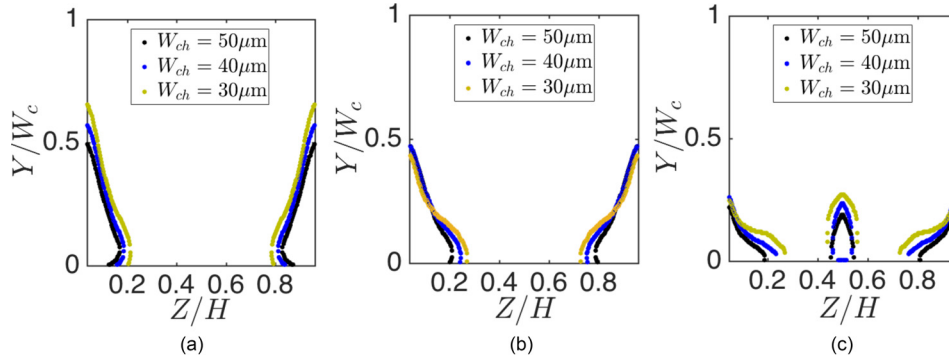 1
W_ch = 50μm
W_ch = 40μm
W_ch = 30μm
0.5
0
0.2 0.4 0.6 0.8
Y/W_c
Z/H
(a)
1
W_ch = 50μm
W_ch = 40μm
W_ch = 30μm
0.5
0
0.2 0.4 0.6 0.8
Y/W_c
Z/H
(b)
1
W_ch = 50μm
W_ch = 40μm
W_ch = 30μm
0.5
0
0.2 0.4 0.6 0.8
Y/W_c
Z/H
(c)